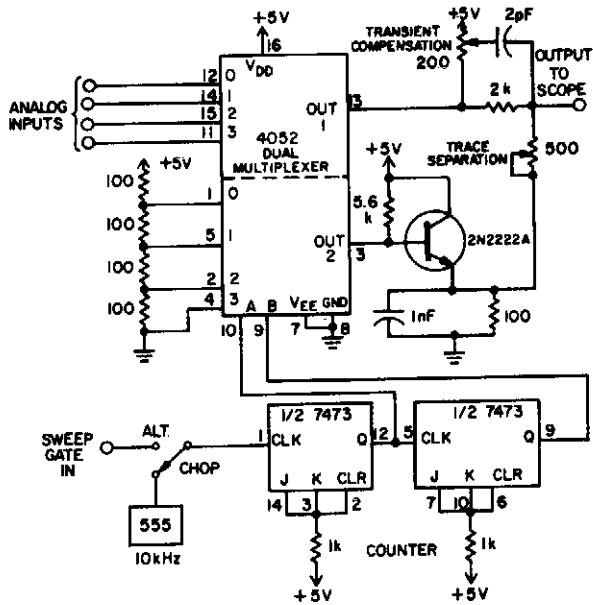 +5V
16
VDD
TRANSIENT
COMPENSATION
200
+5V
2pF
OUTPUT
TO
SCOPE
ANALOG
INPUTS
12
14
15
11
0
1
2
3
OUT
1
13
2k
4052
DUAL
MULTIPLEXER
TRACE
SEPARATION
500
+5V
100
100
100
100
1
5
2
4
0
1
2
3
+5V
5.6
k
OUT
2
3
2N2222A
A
B
VEE
GND
10
9
7
8
1nF
100
SWEEP
GATE
IN
ALT.
CHOP
555
10kHz
1/2 7473
1
CLK
Q
12
J
K
CLR
14
3
2
1k
+5V
COUNTER
1/2 7473
5
CLK
Q
9
J
K
CLR
7
10
6
1k
+5V